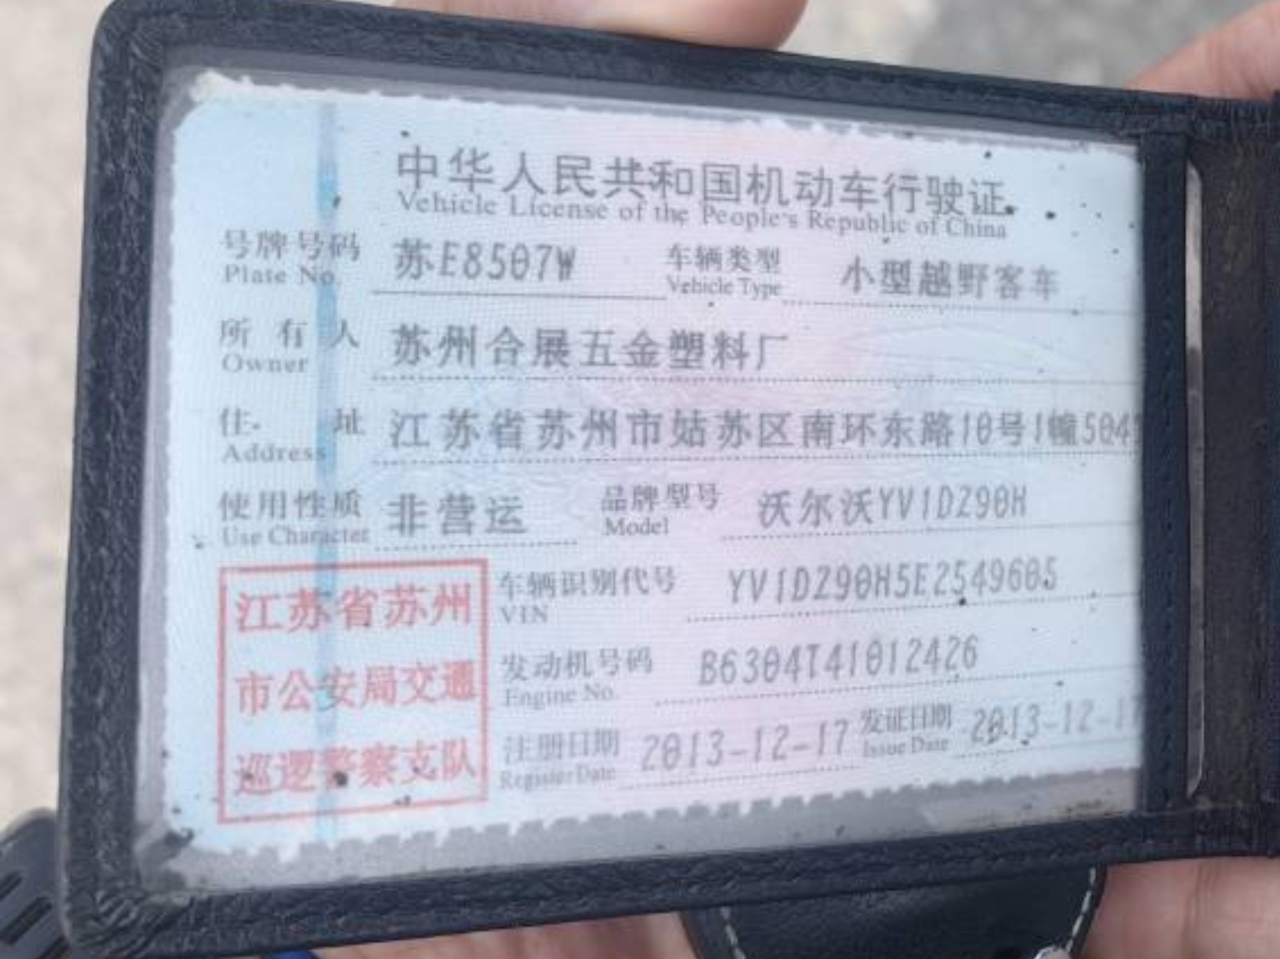 中华人民共和国机动车行驶证
Vehicle License of the People's Republic of China
号牌号码 苏E8507W 车辆类型 小型越野客车
Plate No. Vehicle Type
所有人 苏州合展五金塑料厂
Owner
住址 江苏省苏州市姑苏区南环东路10号1幢504
Address
使用性质 非营运 品牌型号 沃尔沃YV1DZ90H
Use Character Model
江苏省苏州
市公安局交通
巡逻警察支队
车辆识别代号 YV1DZ90H5E2549605
VIN
发动机号码 B6304T41012426
Engine No.
注册日期 2013-12-17 发证日期 2013-12-17
Register Date Issue Date